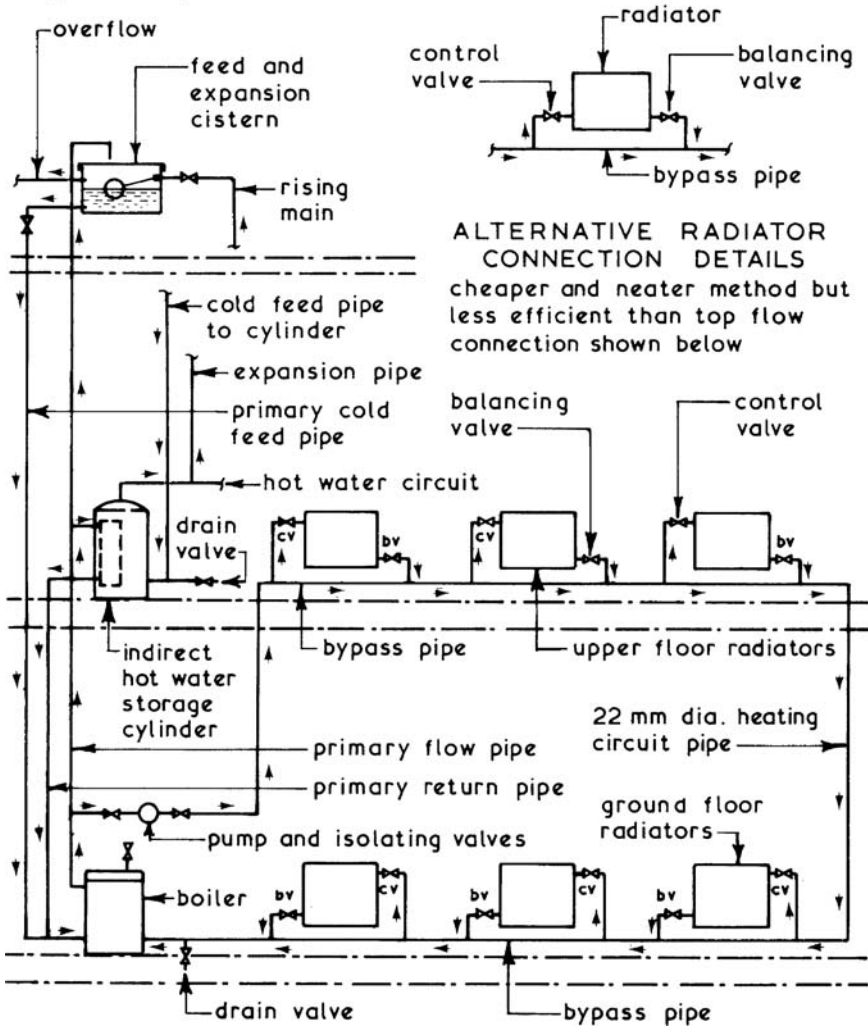 overflow
feed and
expansion
cistern
rising
main
radiator
control
valve
balancing
valve
bypass pipe
ALTERNATIVE RADIATOR
CONNECTION DETAILS
cheaper and neater method but
less efficient than top flow
connection shown below
cold feed pipe
to cylinder
expansion pipe
primary cold
feed pipe
hot water circuit
balancing
valve
control
valve
drain
valve
cv
bv
cv
bv
indirect
hot water
storage
cylinder
bypass pipe
upper floor radiators
22 mm dia. heating
circuit pipe
primary flow pipe
primary return pipe
pump and isolating valves
ground floor
radiators
boiler
bv
cv
bv
cv
bv
cv
drain valve
bypass pipe